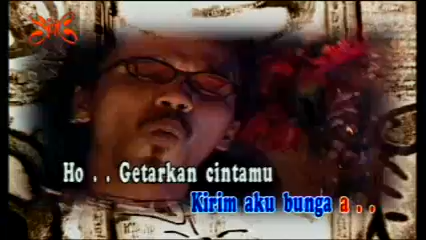 Ho . . Getarkan cintamu
Kirim aku bunga a . .